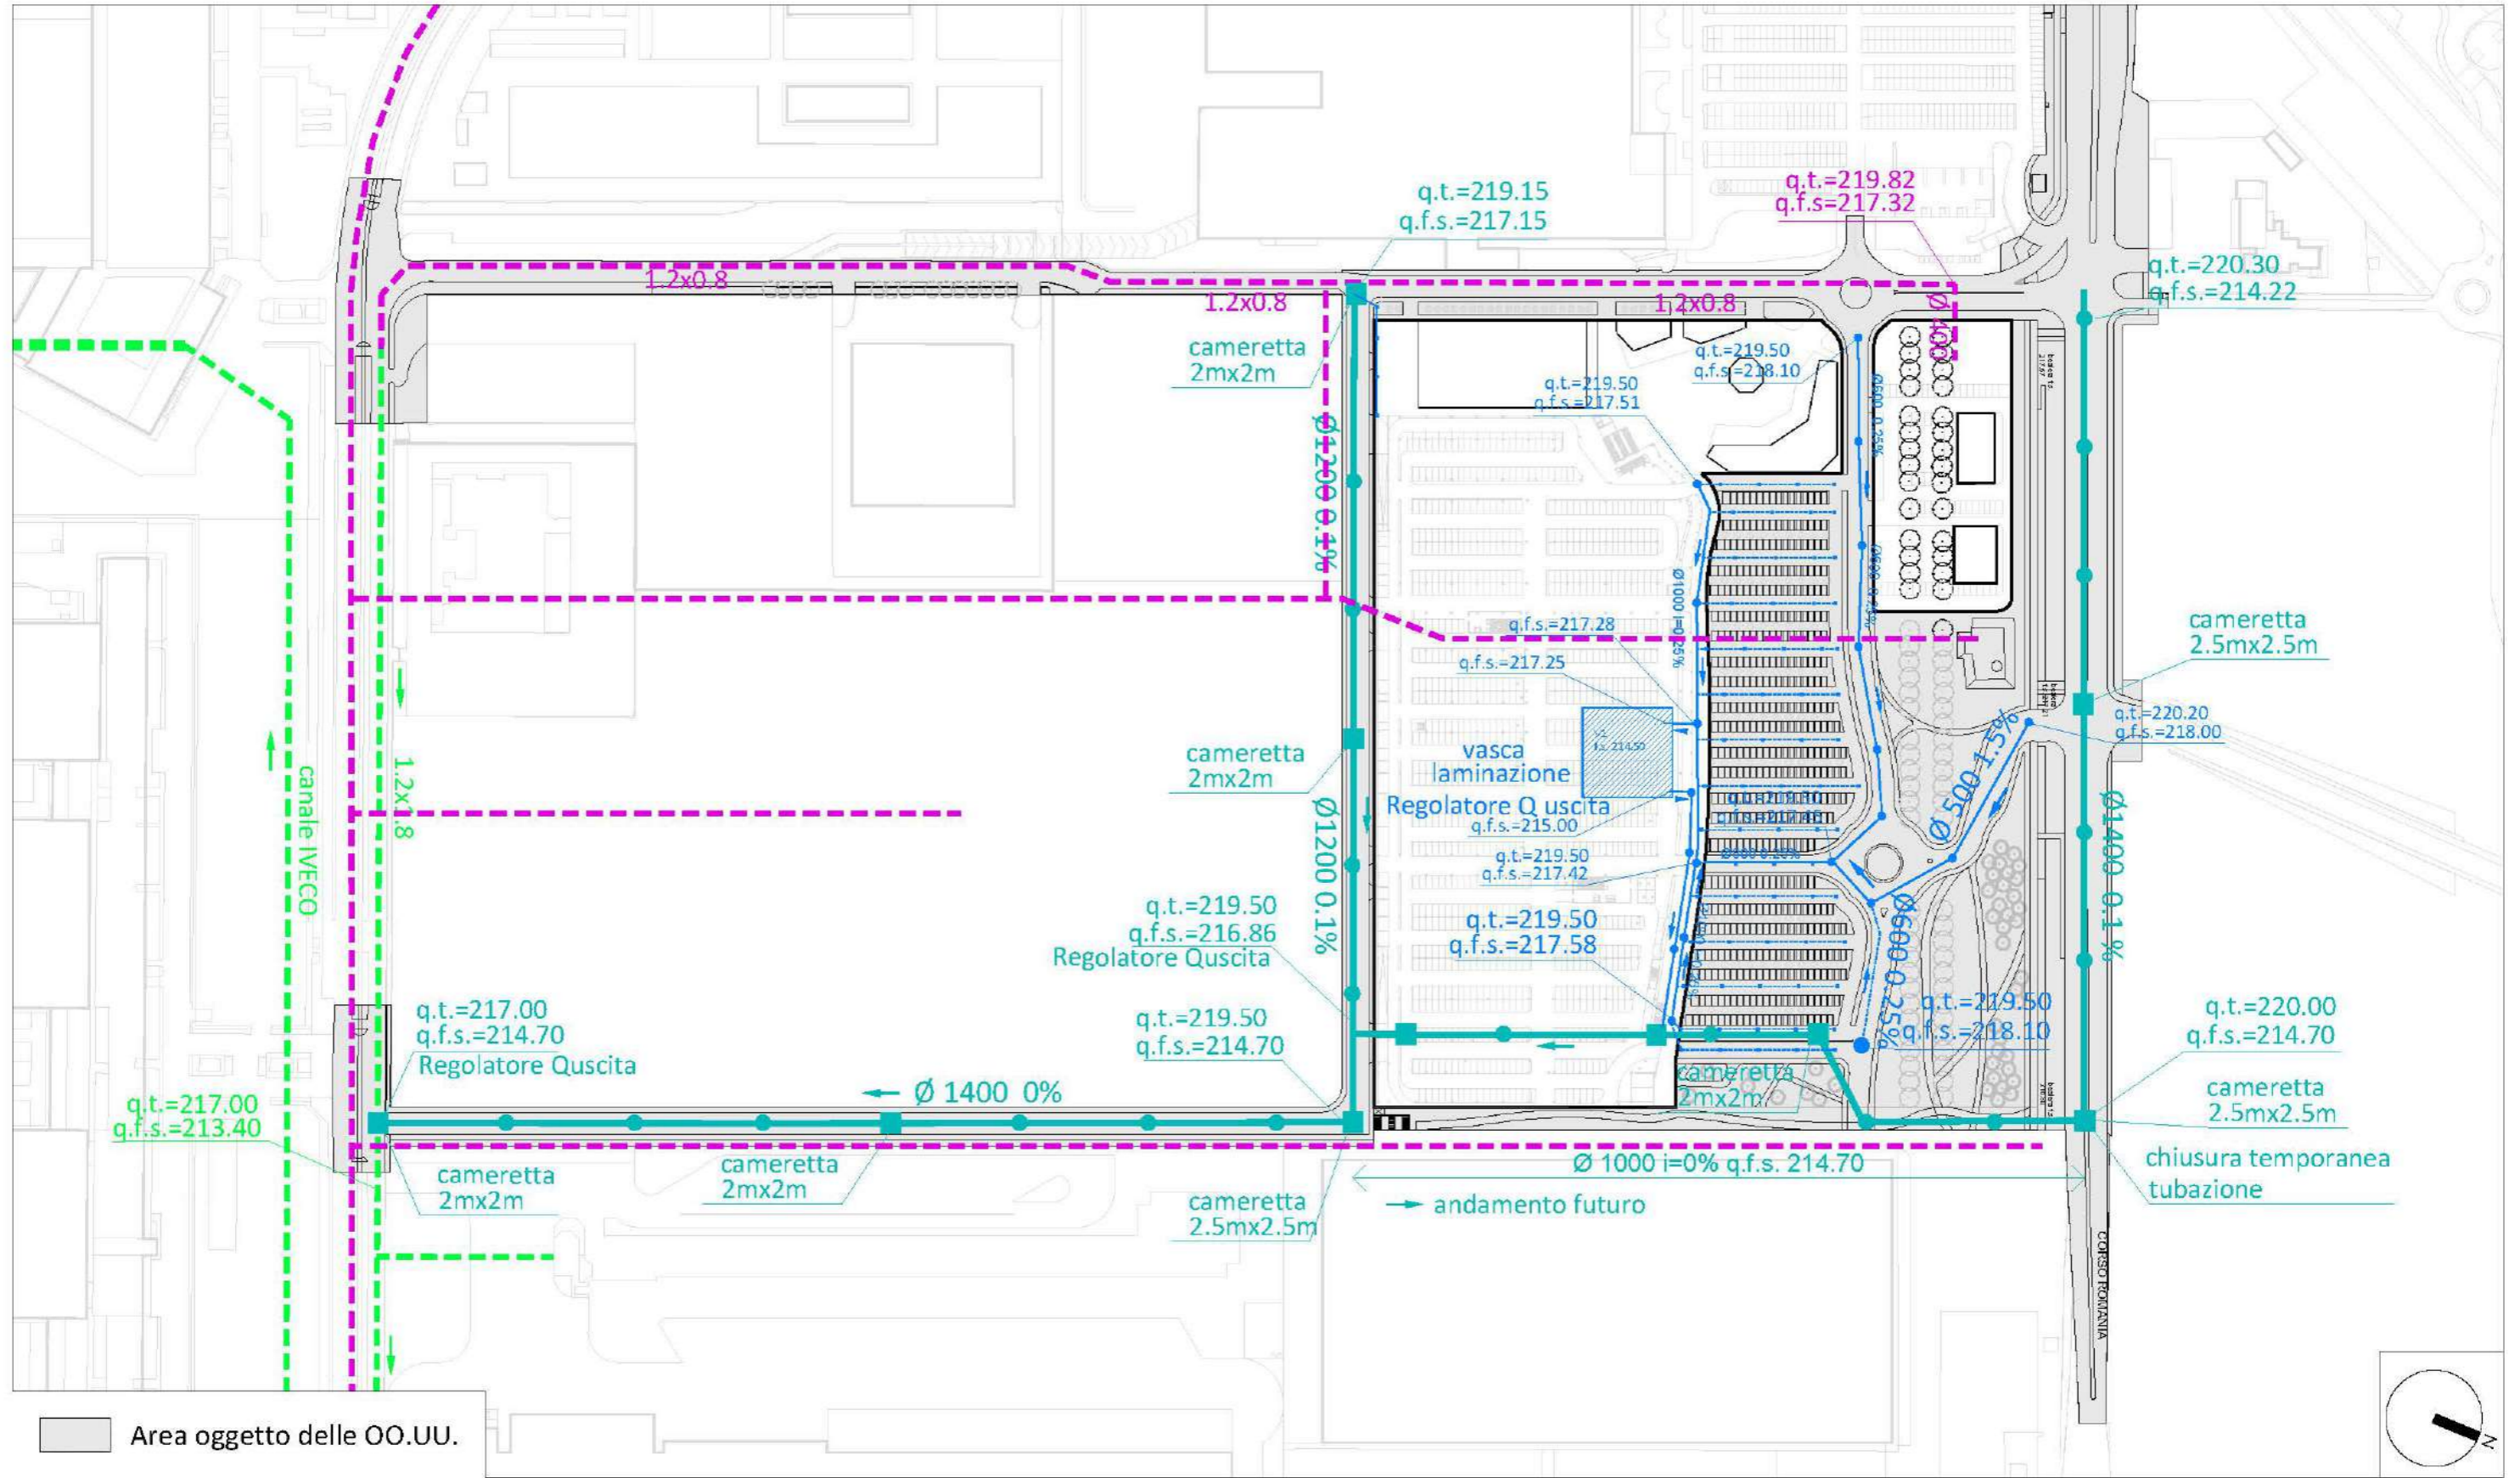 q.t.=219.15
q.f.s.=217.15
q.t.=219.82
q.f.s=217.32
q.t.=220.30
q.f.s.=214.22
1.2x0.8
1.2x0.8
1.2x0.8
Ø 400
cameretta
2mx2m
q.t.=219.50
q.f.s.=218.10
q.t.=219.50
q.f.s.=217.51
Ø1200 0.1%
Ø1000 i=0.25%
q.f.s.=217.28
q.f.s.=217.25
cameretta
2.5mx2.5m
q.t.=220.20
q.f.s.=218.00
Ø 500 1.5%
cameretta
2mx2m
vasca
laminazione
Regolatore Q uscita
q.f.s.=215.00
canale IVECO
Ø1200 0.1%
Ø1400 0.1 %
q.t.=219.50
q.f.s.=217.42
q.t.=219.50
q.f.s.=216.86
Regolatore Quscita
q.t.=219.50
q.f.s.=217.58
Ø600 0.25%
q.t.=219.50
q.f.s.=218.10
q.t.=217.00
q.f.s.=214.70
Regolatore Quscita
q.t.=219.50
q.f.s.=214.70
q.t.=220.00
q.f.s.=214.70
Ø 1400 0%
cameretta
2mx2m
cameretta
2.5mx2.5m
q.t.=217.00
q.f.s.=213.40
cameretta
2mx2m
cameretta
2mx2m
Ø 1000 i=0% q.f.s. 214.70
chiusura temporanea
tubazione
cameretta
2.5mx2.5m
andamento futuro
CORSO ROMANIA
Area oggetto delle OO.UU.
N